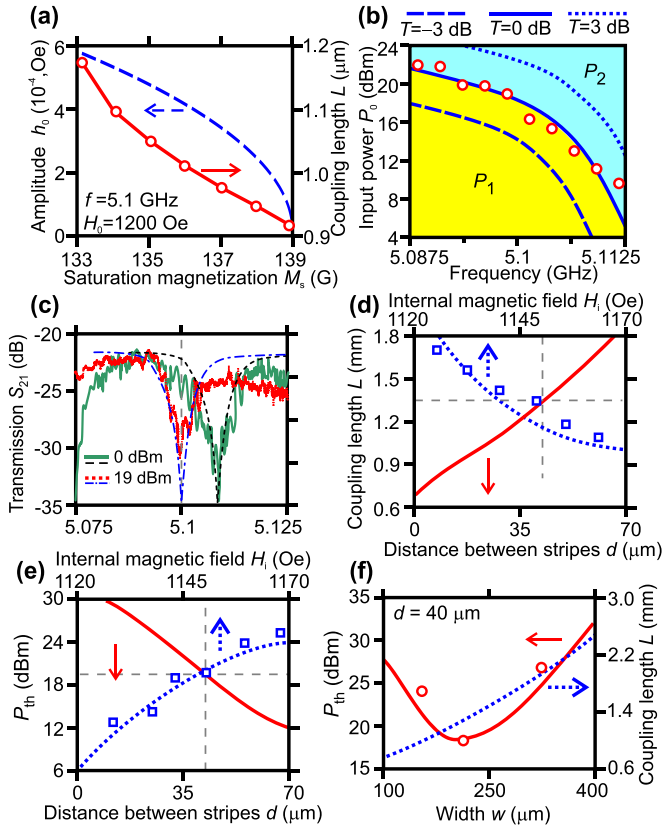 (a)
Amplitude h₀ (10⁻⁴,Oe)
6
4
2
0
f=5.1 GHz
H₀=1200 Oe
1.2
1.1
1.0
0.9
Coupling length L (μm)
133 135 137 139
Saturation magnetization Mₛ (G)
T=−3 dB T=0 dB T=3 dB
(b)
Input power P₀ (dBm)
24
20
16
12
8
4
P₂
P₁
5.0875 5.1 5.1125
Frequency (GHz)
(c)
Transmission S₂₁ (dB)
-20
-25
-30
-35
0 dBm
19 dBm
5.075 5.1 5.125
(d)
Internal magnetic field Hᵢ (Oe)
1120 1145 1170
Coupling length L (mm)
1.8
1.5
1.2
0.9
0.6
0 35 70
Distance between stripes d (μm)
(e)
Internal magnetic field Hᵢ (Oe)
1120 1145 1170
P_th (dBm)
30
24
18
12
6
0 35 70
Distance between stripes d (μm)
(f)
d = 40 μm
P_th (dBm)
35
30
25
20
15
3.0
2.4
1.8
1.2
0.6
Coupling length L (mm)
100 250 400
Width w (μm)